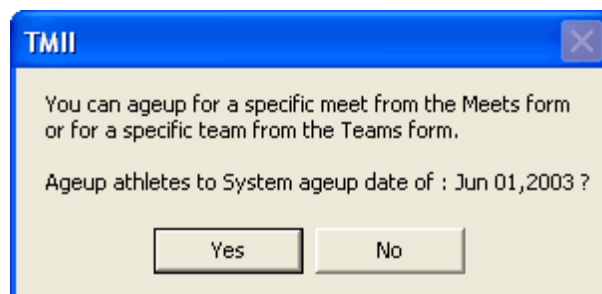 TMII
You can ageup for a specific meet from the Meets form
or for a specific team from the Teams form.
Ageup athletes to System ageup date of : Jun 01,2003 ?
Yes
No